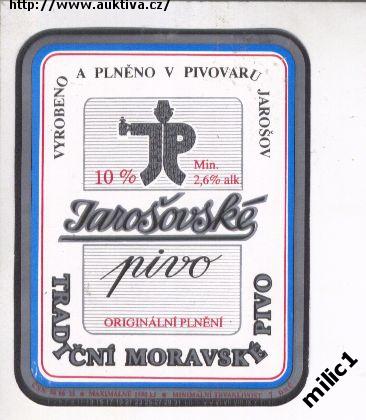 http://www.auktiva.cz/
VYROBENO A PLNĚNO V PIVOVARU JAROŠOV
JP
10 %
Min.
2,6% alk.
Jarošovské
pivo
ORIGINÁLNÍ PLNĚNÍ
TRADIČNÍ MORAVSKÉ PIVO
milic1